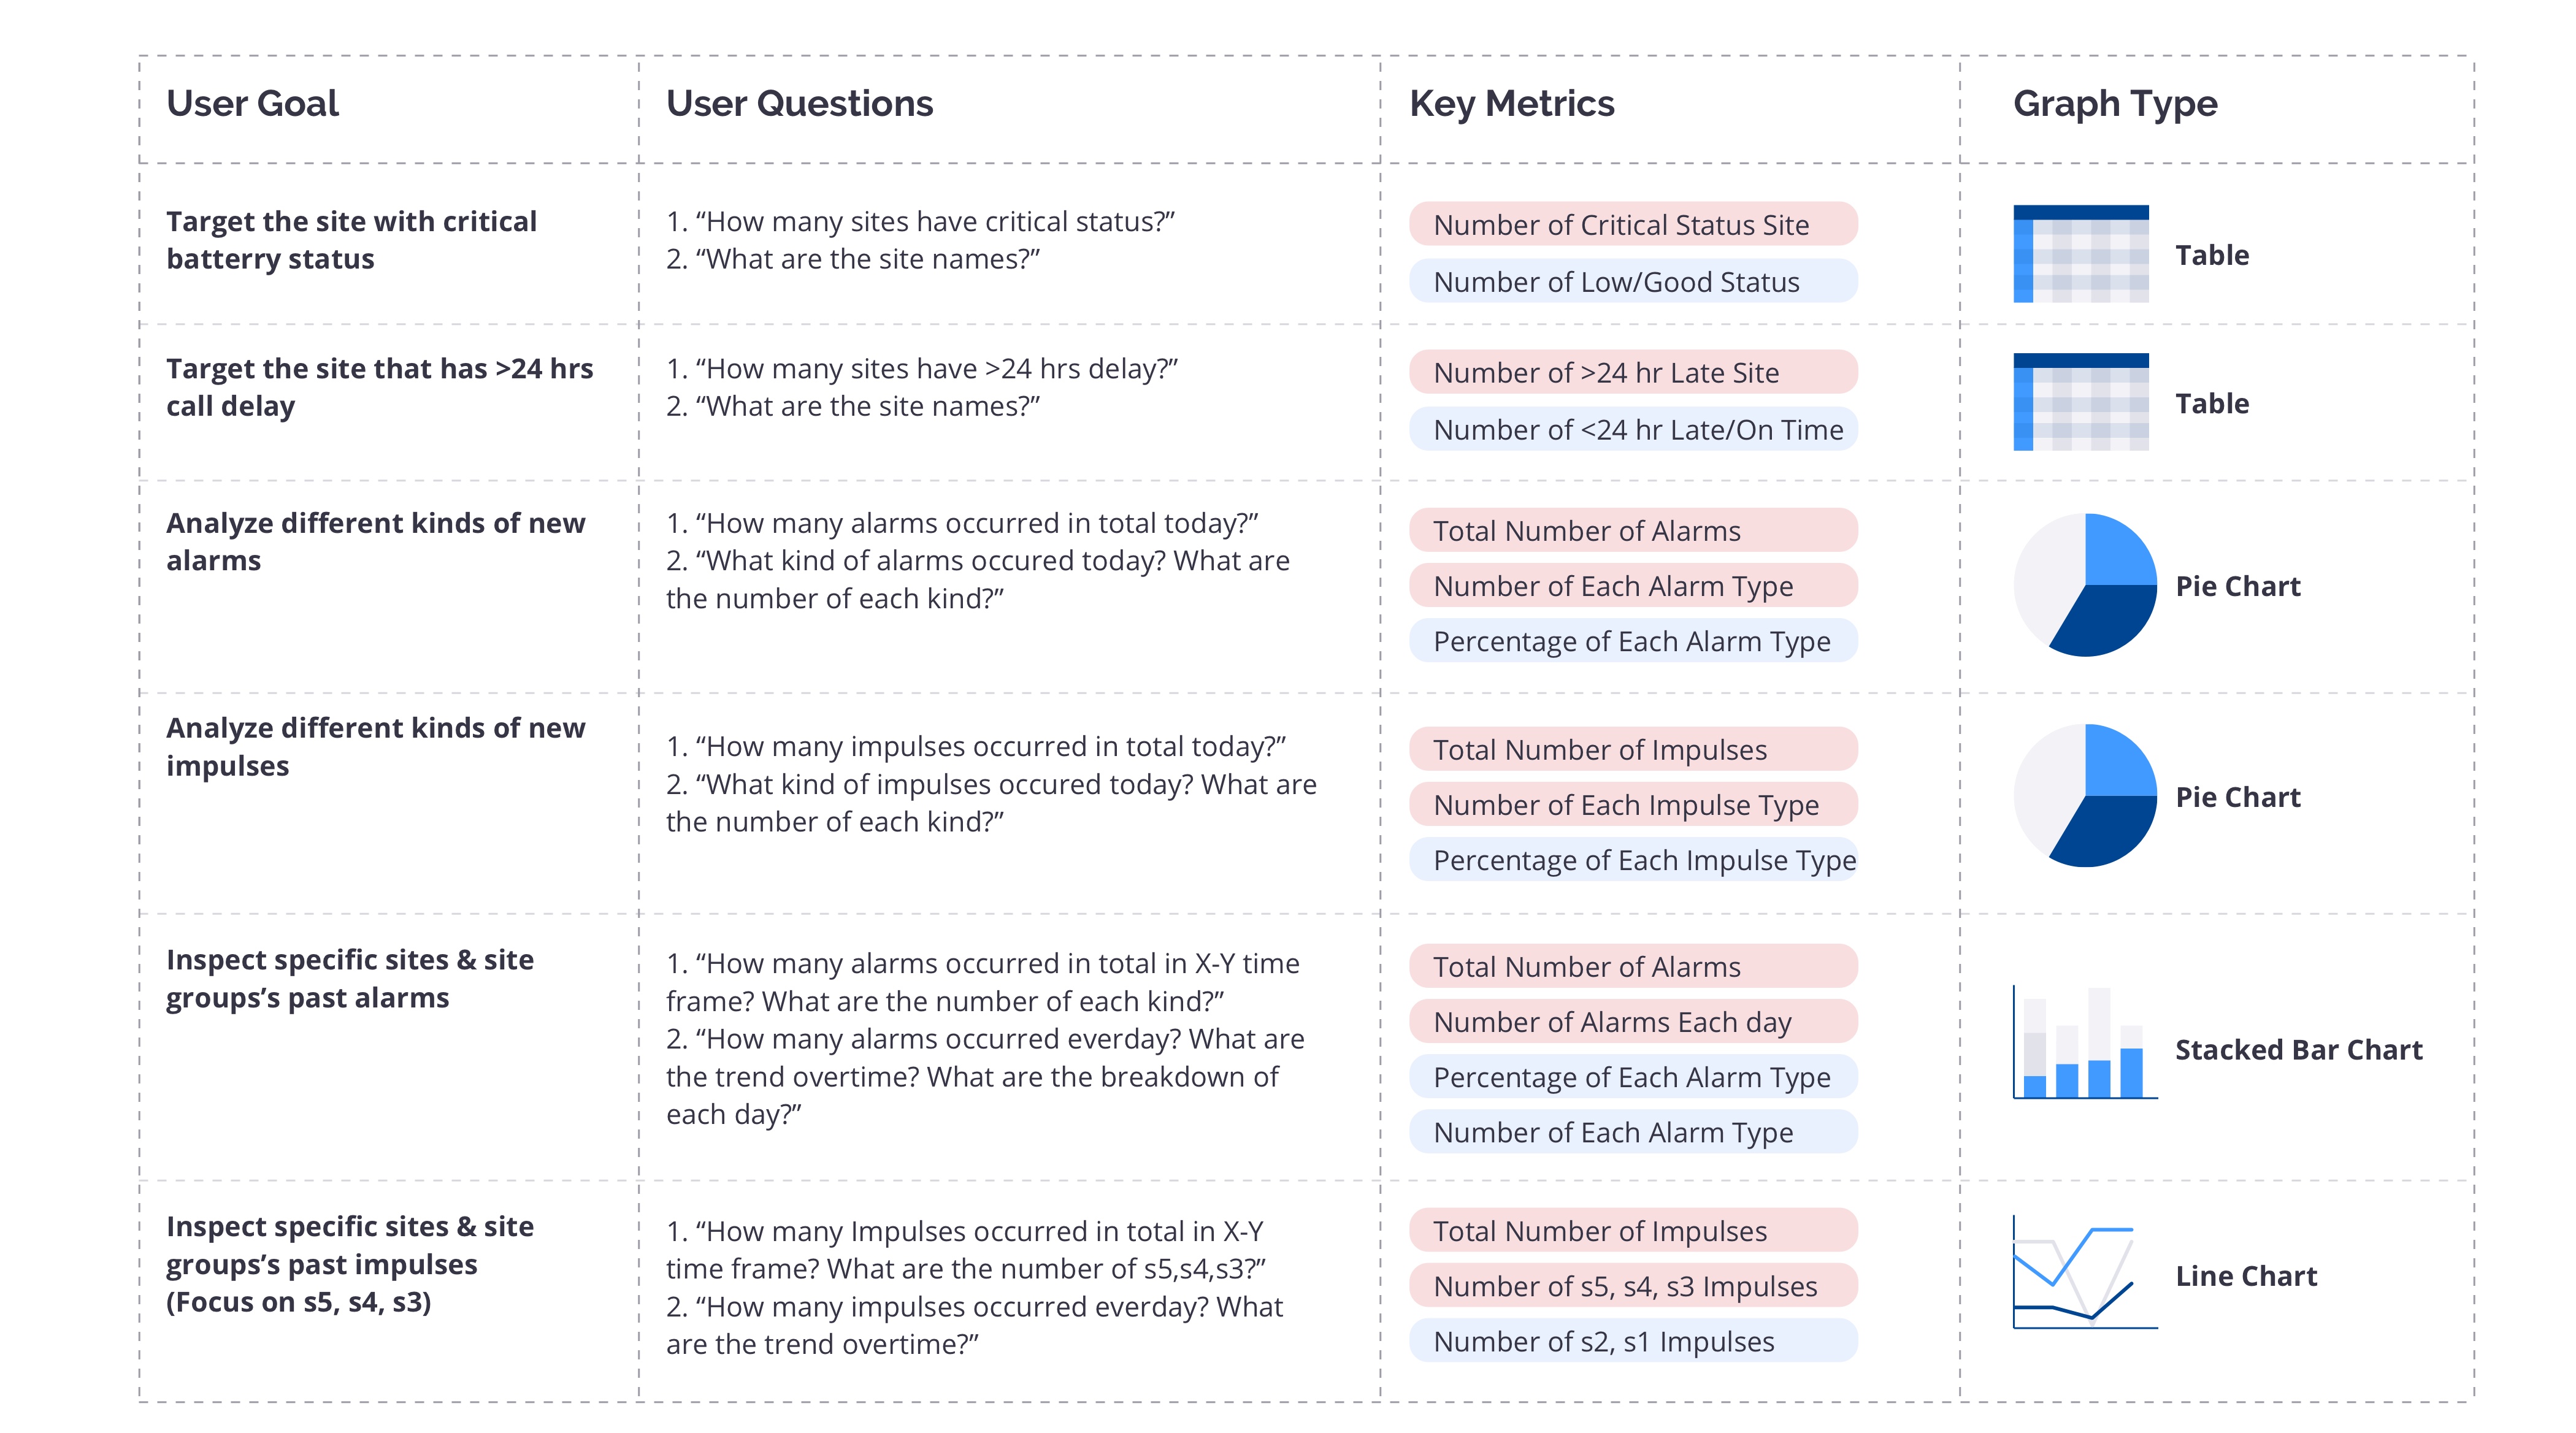 User Goal
User Questions
Key Metrics
Graph Type
Target the site with critical
batterry status
1. “How many sites have critical status?”
2. “What are the site names?”
Number of Critical Status Site
Number of Low/Good Status
Table
Target the site that has >24 hrs
call delay
1. “How many sites have >24 hrs delay?”
2. “What are the site names?”
Number of >24 hr Late Site
Number of <24 hr Late/On Time
Table
Analyze different kinds of new
alarms
1. “How many alarms occurred in total today?”
2. “What kind of alarms occured today? What are
the number of each kind?”
Total Number of Alarms
Number of Each Alarm Type
Percentage of Each Alarm Type
Pie Chart
Analyze different kinds of new
impulses
1. “How many impulses occurred in total today?”
2. “What kind of impulses occured today? What are
the number of each kind?”
Total Number of Impulses
Number of Each Impulse Type
Percentage of Each Impulse Type
Pie Chart
Inspect specific sites & site
groups’s past alarms
1. “How many alarms occurred in total in X-Y time
frame? What are the number of each kind?”
2. “How many alarms occurred everday? What are
the trend overtime? What are the breakdown of
each day?”
Total Number of Alarms
Number of Alarms Each day
Percentage of Each Alarm Type
Number of Each Alarm Type
Stacked Bar Chart
Inspect specific sites & site
groups’s past impulses
(Focus on s5, s4, s3)
1. “How many Impulses occurred in total in X-Y
time frame? What are the number of s5,s4,s3?”
2. “How many impulses occurred everday? What
are the trend overtime?”
Total Number of Impulses
Number of s5, s4, s3 Impulses
Number of s2, s1 Impulses
Line Chart